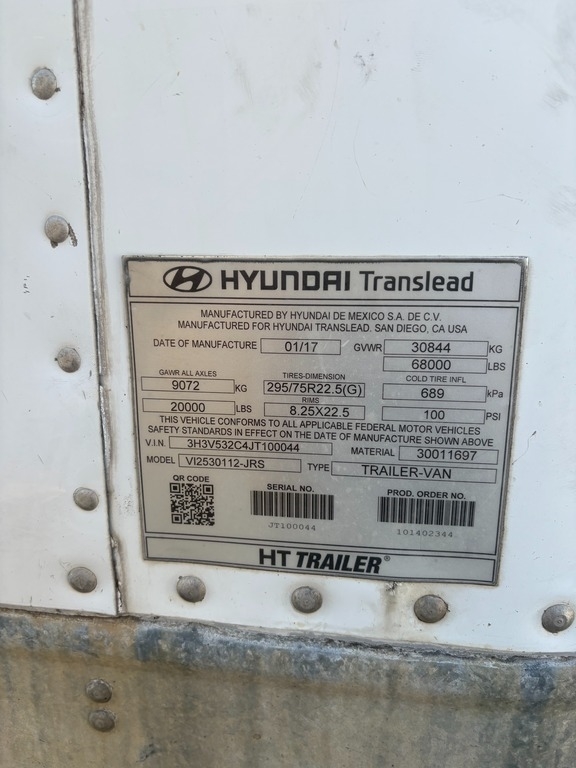 HYUNDAI Translead
MANUFACTURED BY HYUNDAI DE MEXICO S.A. DE C.V.
MANUFACTURED FOR HYUNDAI TRANSLEAD. SAN DIEGO, CA USA
DATE OF MANUFACTURE 01/17 GVWR 30844 KG
68000 LBS
GAWR ALL AXLES TIRES-DIMENSION COLD TIRE INFL
9072 KG 295/75R22.5(G) 689 kPa
RIMS
20000 LBS 8.25X22.5 100 PSI
THIS VEHICLE CONFORMS TO ALL APPLICABLE FEDERAL MOTOR VEHICLES
SAFETY STANDARDS IN EFFECT ON THE DATE OF MANUFACTURE SHOWN ABOVE
V.I.N. 3H3V532C4JT100044 MATERIAL 30011697
MODEL VI2530112-JRS TYPE TRAILER-VAN
QR CODE SERIAL NO. PROD. ORDER NO.
JT100044 101402344
HT TRAILER®